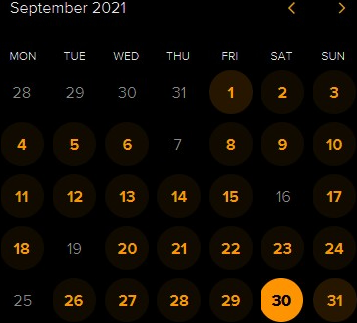 September 2021
MON TUE WED THU FRI SAT SUN
28 29 30 31 1 2 3
4 5 6 7 8 9 10
11 12 13 14 15 16 17
18 19 20 21 22 23 24
25 26 27 28 29 30 31